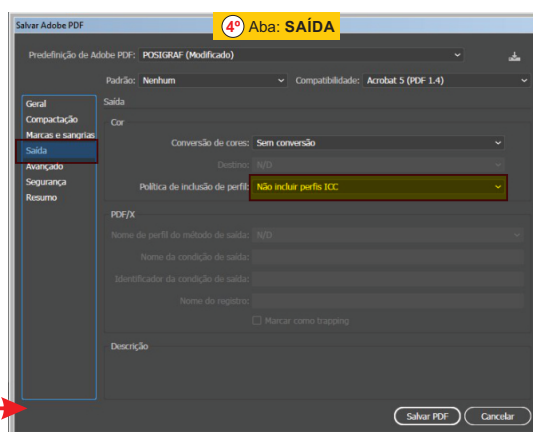 Salvar Adobe PDF
4º Aba: SAÍDA
Predefinição de Adobe PDF: POSIGRAF (Modificado)
Padrão: Nenhum Compatibilidade: Acrobat 5 (PDF 1.4)
Geral
Compactação
Marcas e sangrias
Saída
Avançado
Segurança
Resumo
Saída
Cor
Conversão de cores: Sem conversão
Destino: N/D
Política de inclusão de perfil: Não incluir perfis ICC
PDF/X
Nome de perfil do método de saída: N/D
Nome da condição de saída:
Identificador da condição de saída:
Nome do registro:
Marcar como trapping
Descrição
Salvar PDF Cancelar